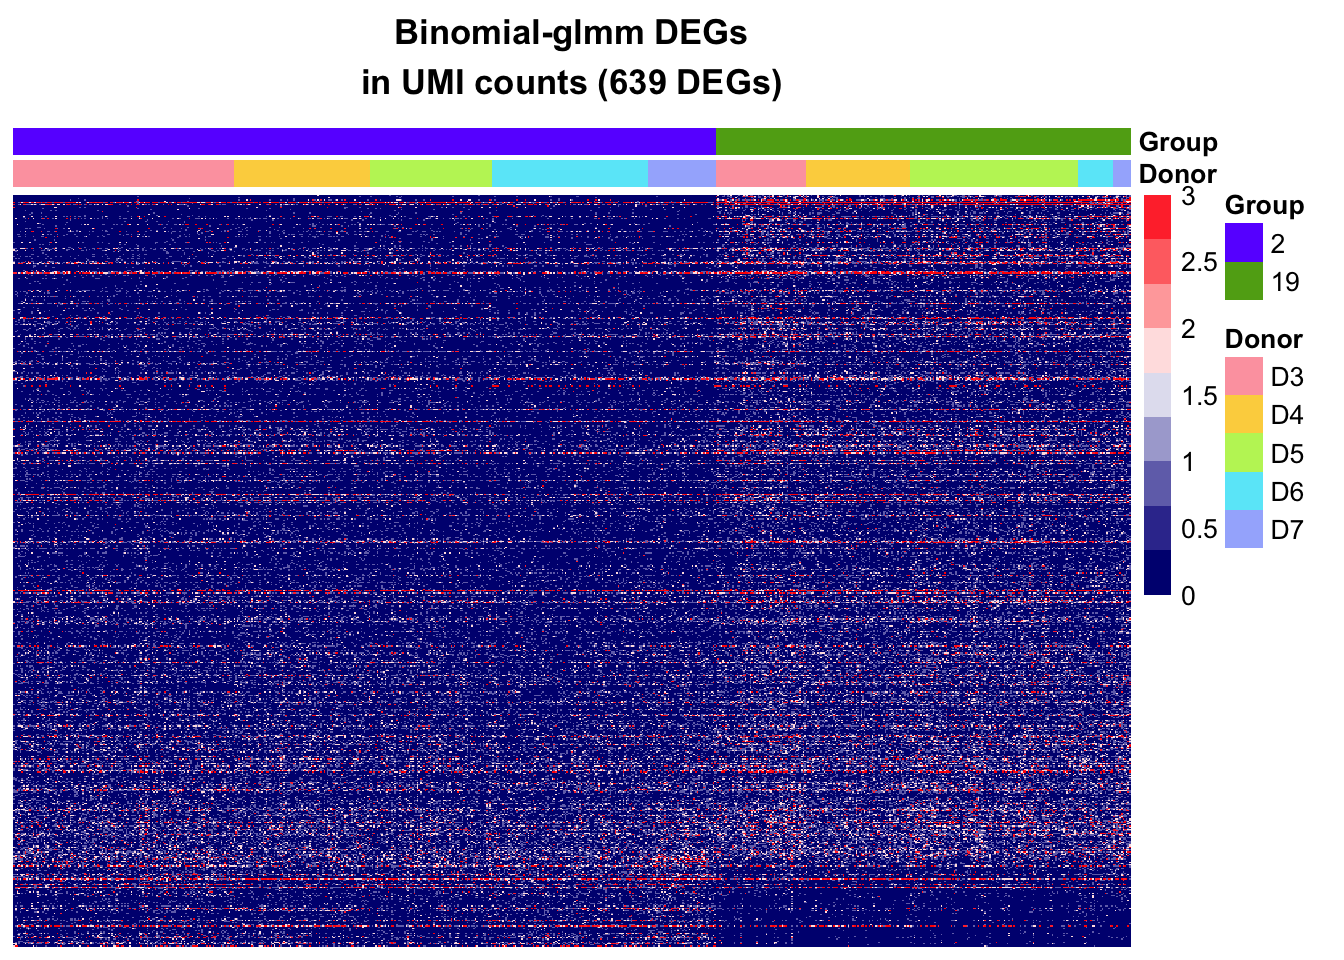 Binomial-glmm DEGs
in UMI counts (639 DEGs)
Group
Donor
3
2.5
2
1.5
1
0.5
0
Group
2
19
Donor
D3
D4
D5
D6
D7